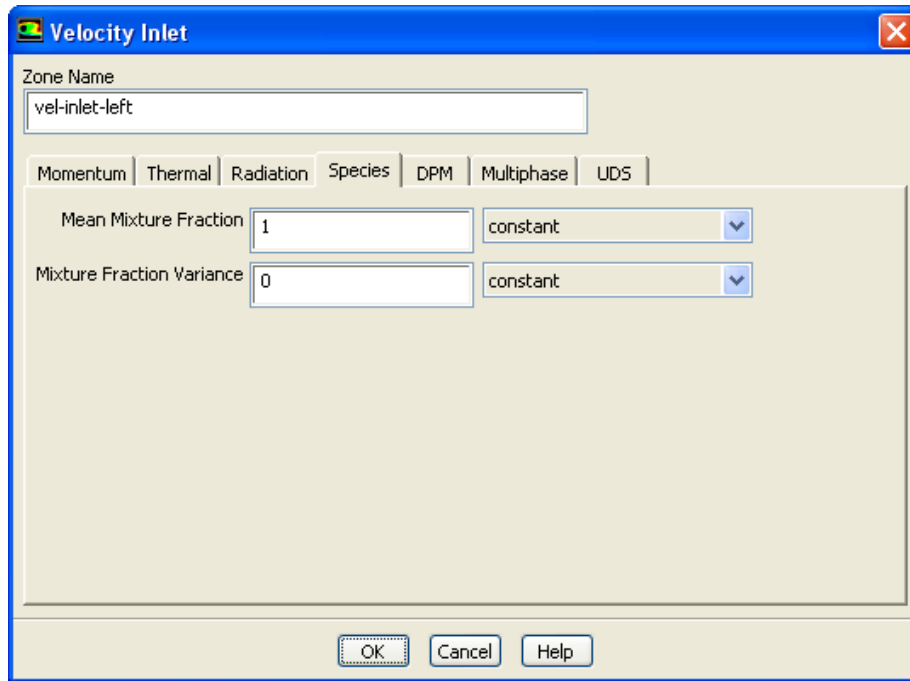 Velocity Inlet
Zone Name
vel-inlet-left
Momentum Thermal Radiation Species DPM Multiphase UDS
Mean Mixture Fraction 1 constant
Mixture Fraction Variance 0 constant
OK Cancel Help